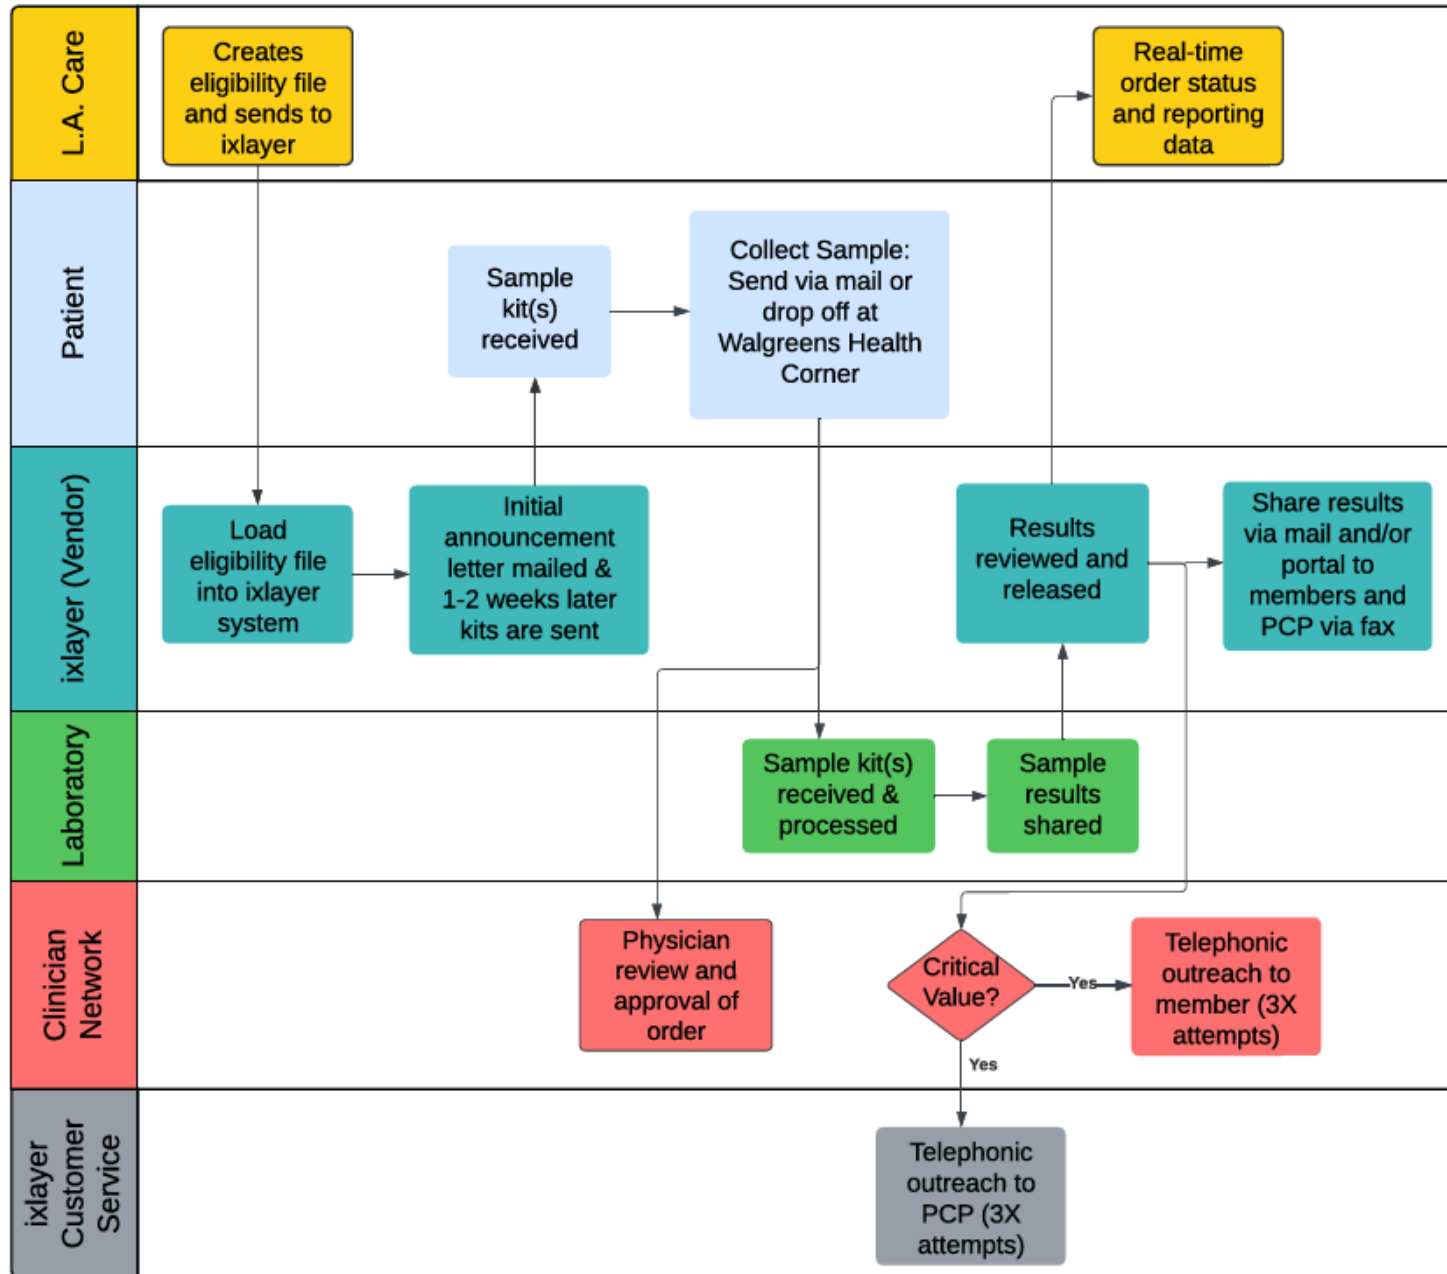 L.A. Care
Creates
eligibility file
and sends to
ixlayer
Real-time
order status
and reporting
data
Patient
Sample
kit(s)
received
Collect Sample:
Send via mail or
drop off at
Walgreens Health
Corner
ixlayer (Vendor)
Load
eligibility file
into ixlayer
system
Initial
announcement
letter mailed &
1-2 weeks later
kits are sent
Results
reviewed and
released
Share results
via mail and/or
portal to
members and
PCP via fax
Laboratory
Sample kit(s)
received &
processed
Sample
results
shared
Clinician
Network
Physician
review and
approval of
order
Critical
Value?
Yes
Telephonic
outreach to
member (3X
attempts)
Yes
ixlayer
Customer
Service
Telephonic
outreach to
PCP (3X
attempts)